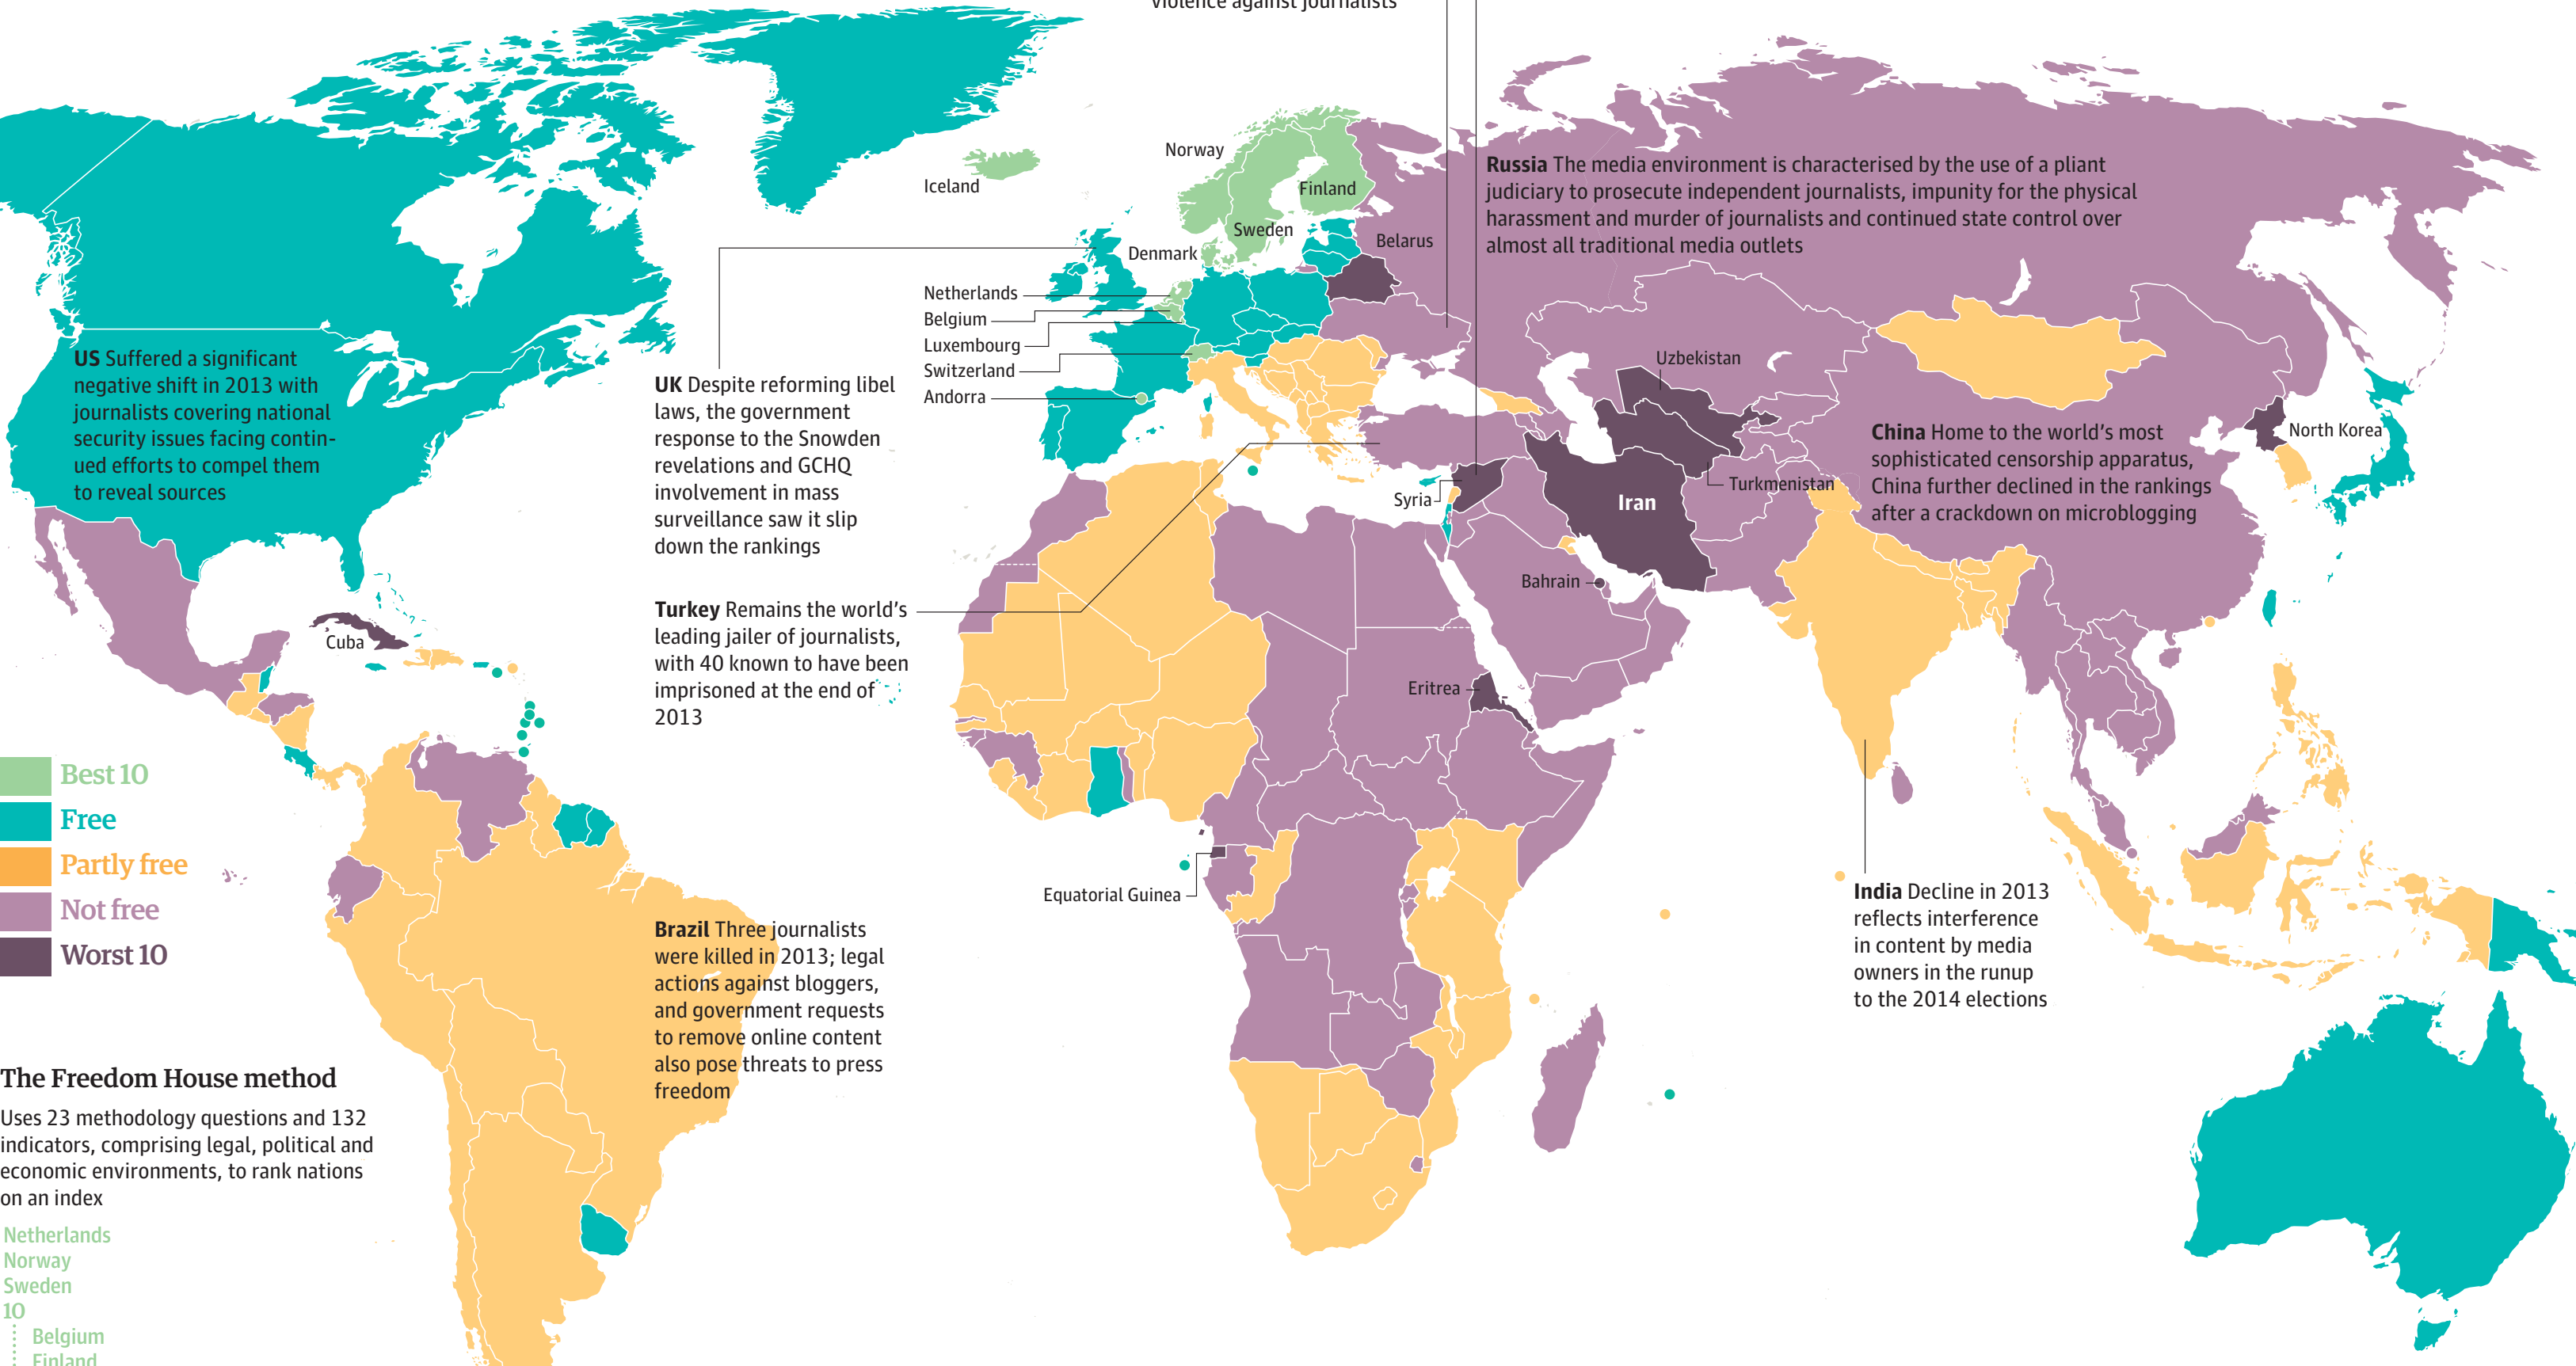 violence against journalists
Norway
Iceland
Finland
Sweden
Denmark
Belarus
Netherlands
Belgium
Luxembourg
Switzerland
Andorra
Russia The media environment is characterised by the use of a pliant
judiciary to prosecute independent journalists, impunity for the physical
harassment and murder of journalists and continued state control over
almost all traditional media outlets
US Suffered a significant
negative shift in 2013 with
journalists covering national
security issues facing contin-
ued efforts to compel them
to reveal sources
UK Despite reforming libel
laws, the government
response to the Snowden
revelations and GCHQ
involvement in mass
surveillance saw it slip
down the rankings
Uzbekistan
China Home to the world's most
sophisticated censorship apparatus,
China further declined in the rankings
after a crackdown on microblogging
North Korea
Turkmenistan
Syria
Iran
Bahrain
Turkey Remains the world's
leading jailer of journalists,
with 40 known to have been
imprisoned at the end of
2013
Cuba
Eritrea
Best 10
Free
Partly free
Not free
Worst 10
Equatorial Guinea
Brazil Three journalists
were killed in 2013; legal
actions against bloggers,
and government requests
to remove online content
also pose threats to press
freedom
India Decline in 2013
reflects interference
in content by media
owners in the runup
to the 2014 elections
The Freedom House method
Uses 23 methodology questions and 132
indicators, comprising legal, political and
economic environments, to rank nations
on an index
Netherlands
Norway
Sweden
10
Belgium
Finland